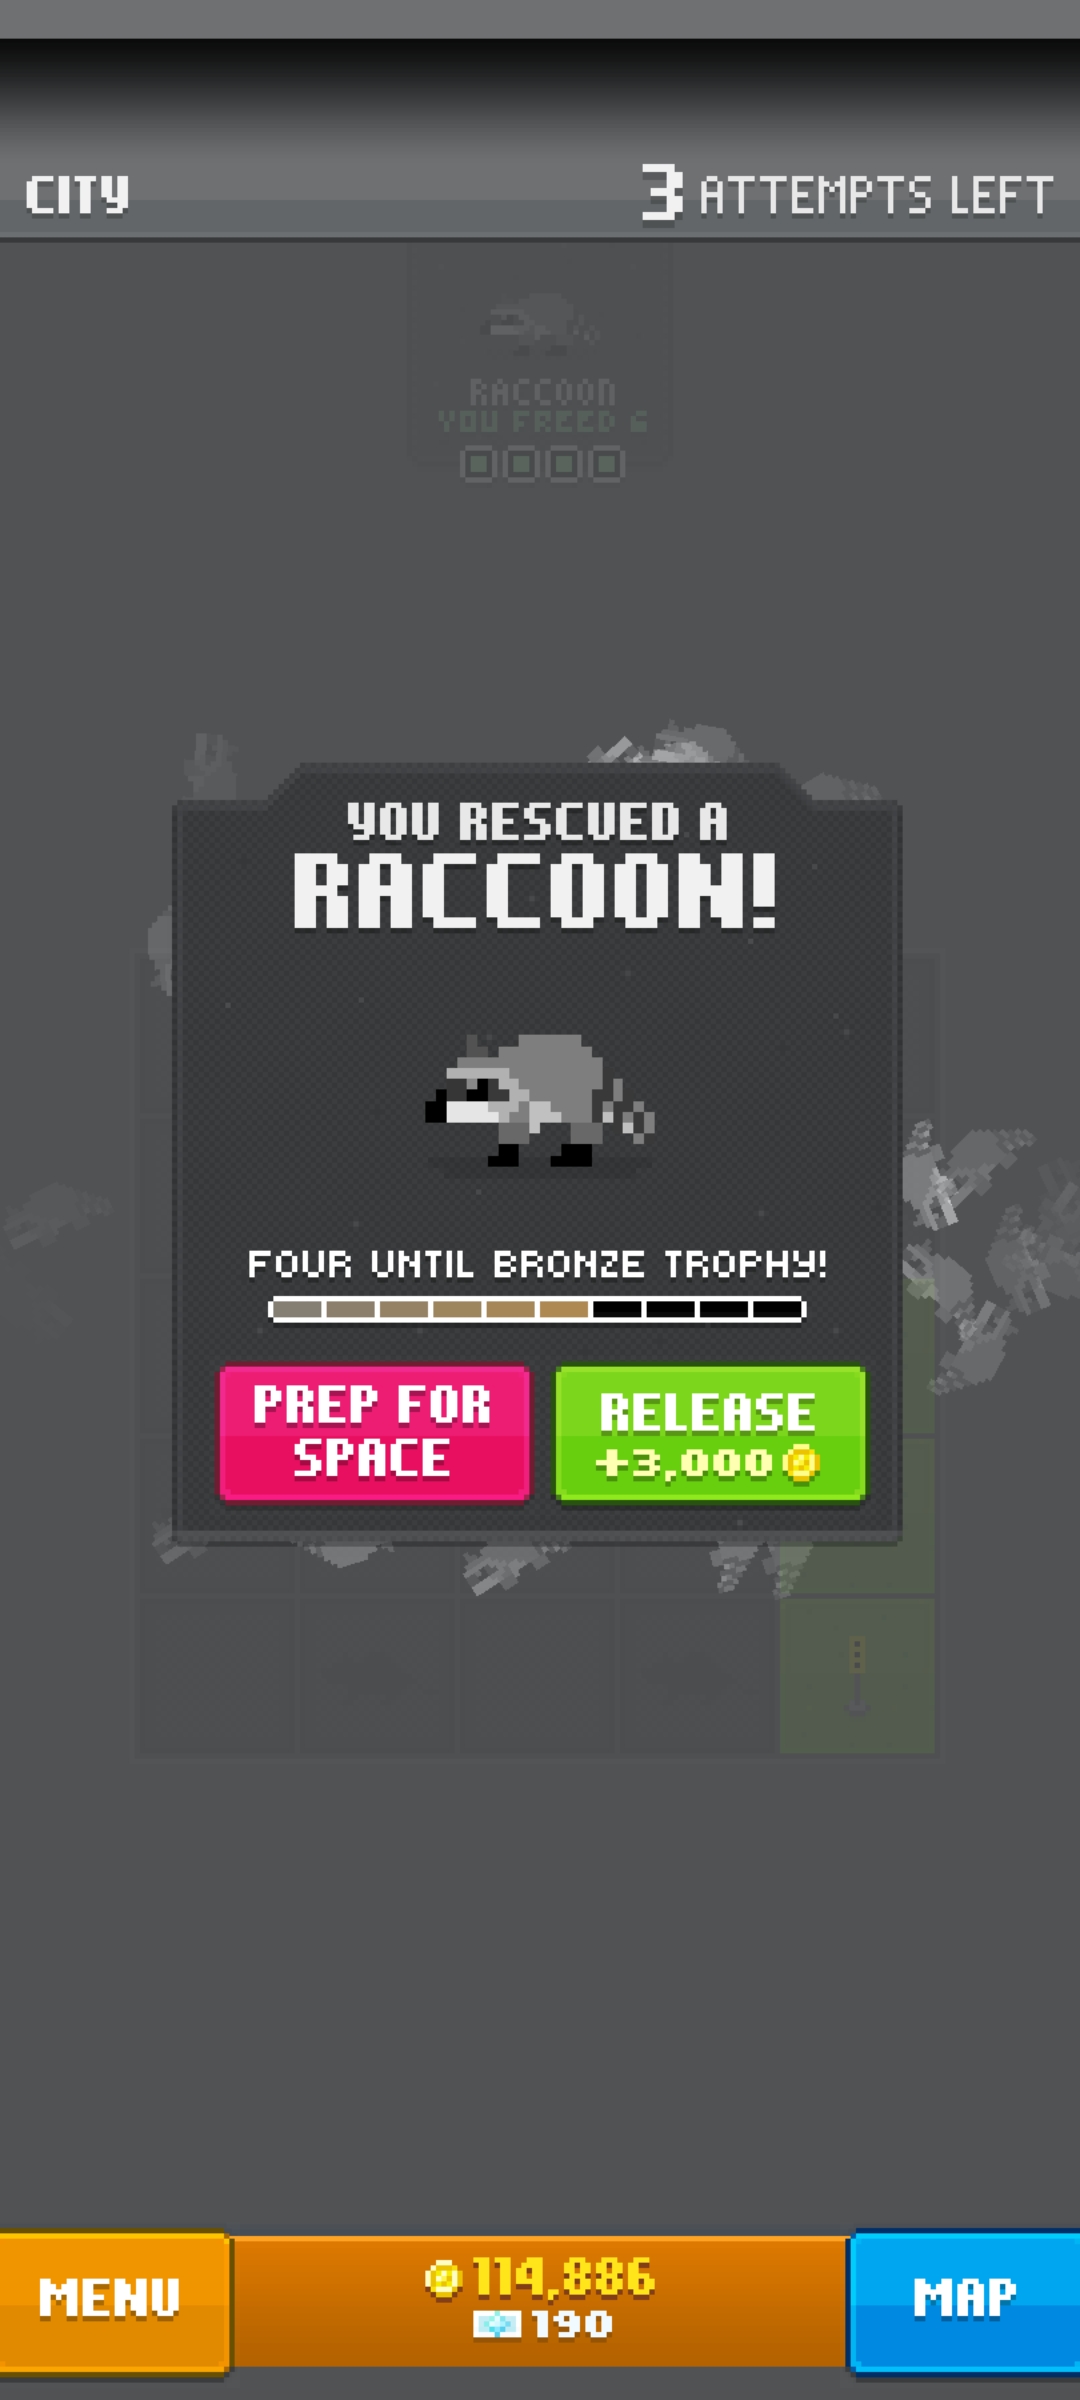 CITY
3 ATTEMPTS LEFT
RACCOON
YOU FREED 6
YOU RESCUED A
RACCOON!
FOUR UNTIL BRONZE TROPHY!
PREP FOR
SPACE
RELEASE
+3,000
MENU
114,886
190
MAP